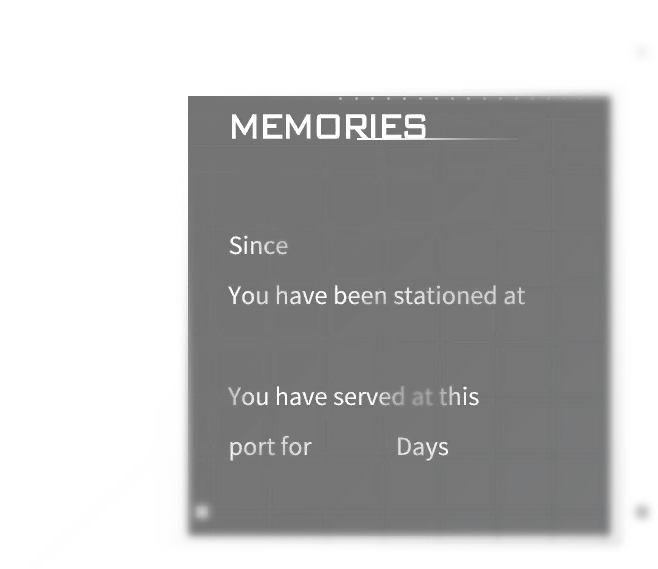 MEMORIES
Since
You have been stationed at
You have served at this
port for Days